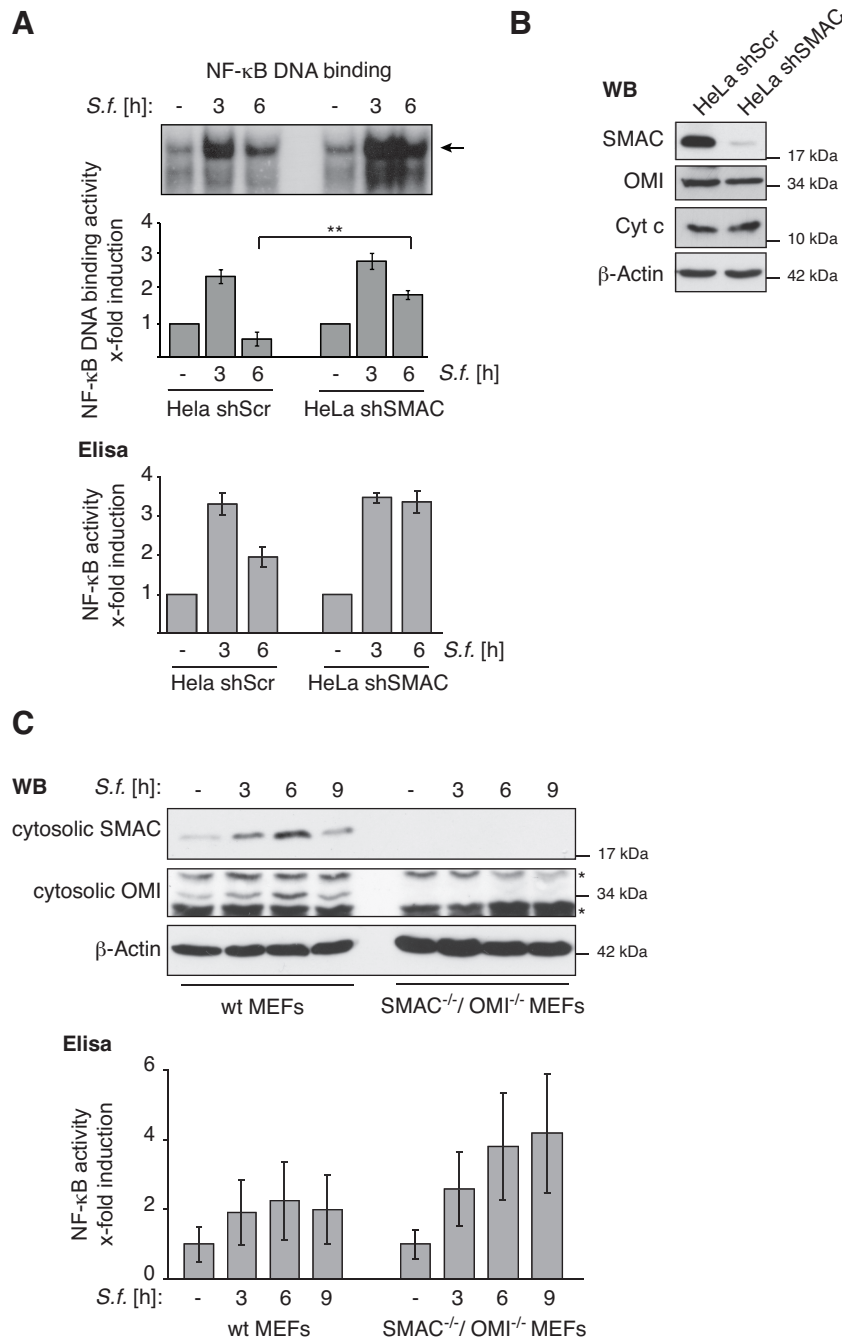 A
NF-κB DNA binding
S.f. [h]: - 3 6 - 3 6
NF-κB DNA binding activity
x-fold induction
4
3
2
1
**
- 3 6 - 3 6 S.f. [h]
Hela shScr HeLa shSMAC
Elisa
NF-κB activity
x-fold induction
4
3
2
1
- 3 6 - 3 6 S.f. [h]
Hela shScr HeLa shSMAC
B
WB
HeLa shScr
HeLa shSMAC
SMAC
17 kDa
OMI
34 kDa
Cyt c
10 kDa
β-Actin
42 kDa
C
WB S.f. [h]: - 3 6 9 - 3 6 9
cytosolic SMAC
17 kDa
*
cytosolic OMI
34 kDa
*
β-Actin
42 kDa
wt MEFs SMAC-/-/ OMI-/- MEFs
Elisa
NF-κB activity
x-fold induction
6
4
2
0
S.f. [h]: - 3 6 9 - 3 6 9
wt MEFs SMAC-/-/ OMI-/- MEFs